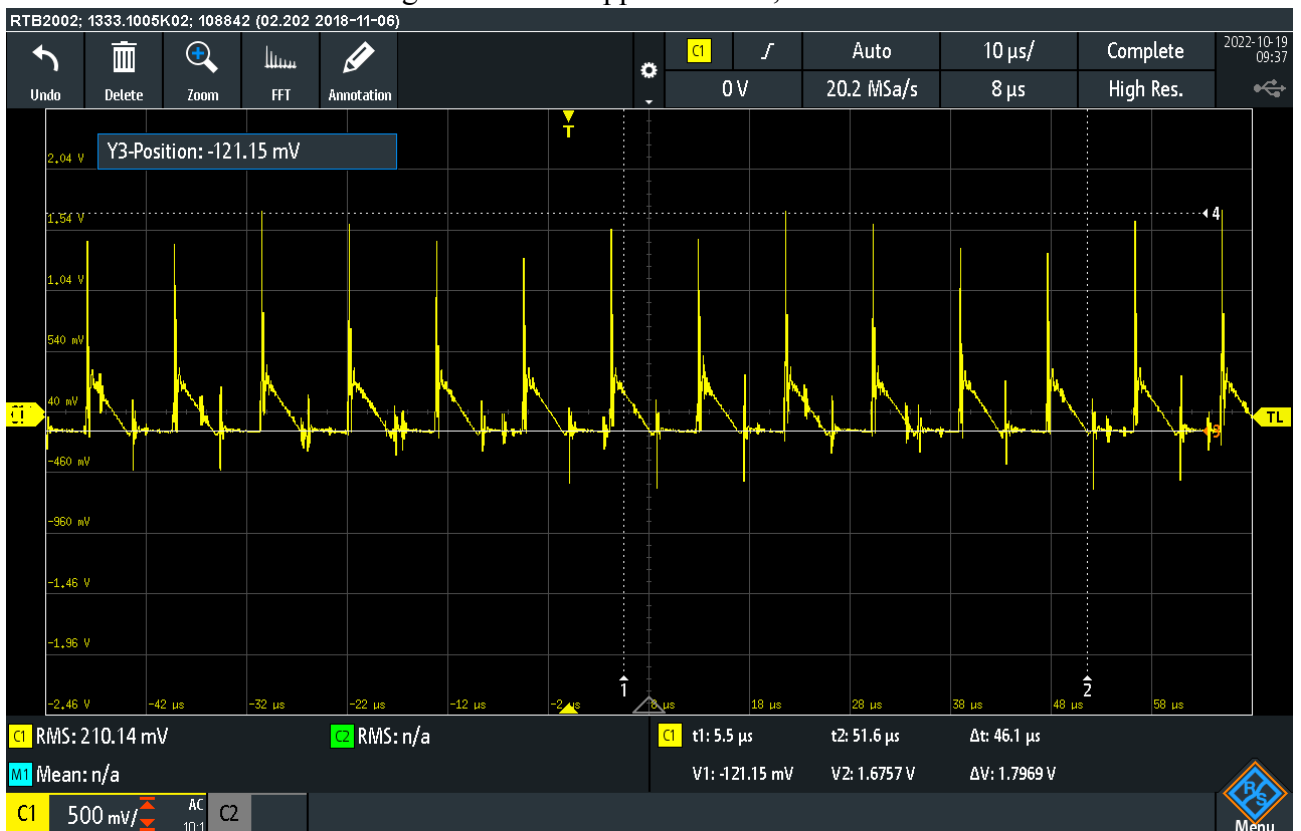 RTB2002; 1333.1005K02; 108842 (02.202 2018-11-06)
Undo Delete Zoom FFT Annotation
C1 Auto 10 µs/ Complete 2022-10-19
09:37
0 V 20.2 MSa/s 8 µs High Res.
T
Y3-Position: -121.15 mV
2.04 V
1.54 V
4
1.04 V
540 mV
40 mV
C1
TL
3
-460 mV
-960 mV
-1.46 V
-1.96 V
1 2
-2.46 V -42 µs -32 µs -22 µs -12 µs -2 µs 8 µs 18 µs 28 µs 38 µs 48 µs 58 µs
C1 RMS: 210.14 mV C2 RMS: n/a C1 t1: 5.5 µs t2: 51.6 µs Δt: 46.1 µs
M1 Mean: n/a V1: -121.15 mV V2: 1.6757 V ΔV: 1.7969 V
C1 500 mV/ AC C2
10:1
R&S
Menu